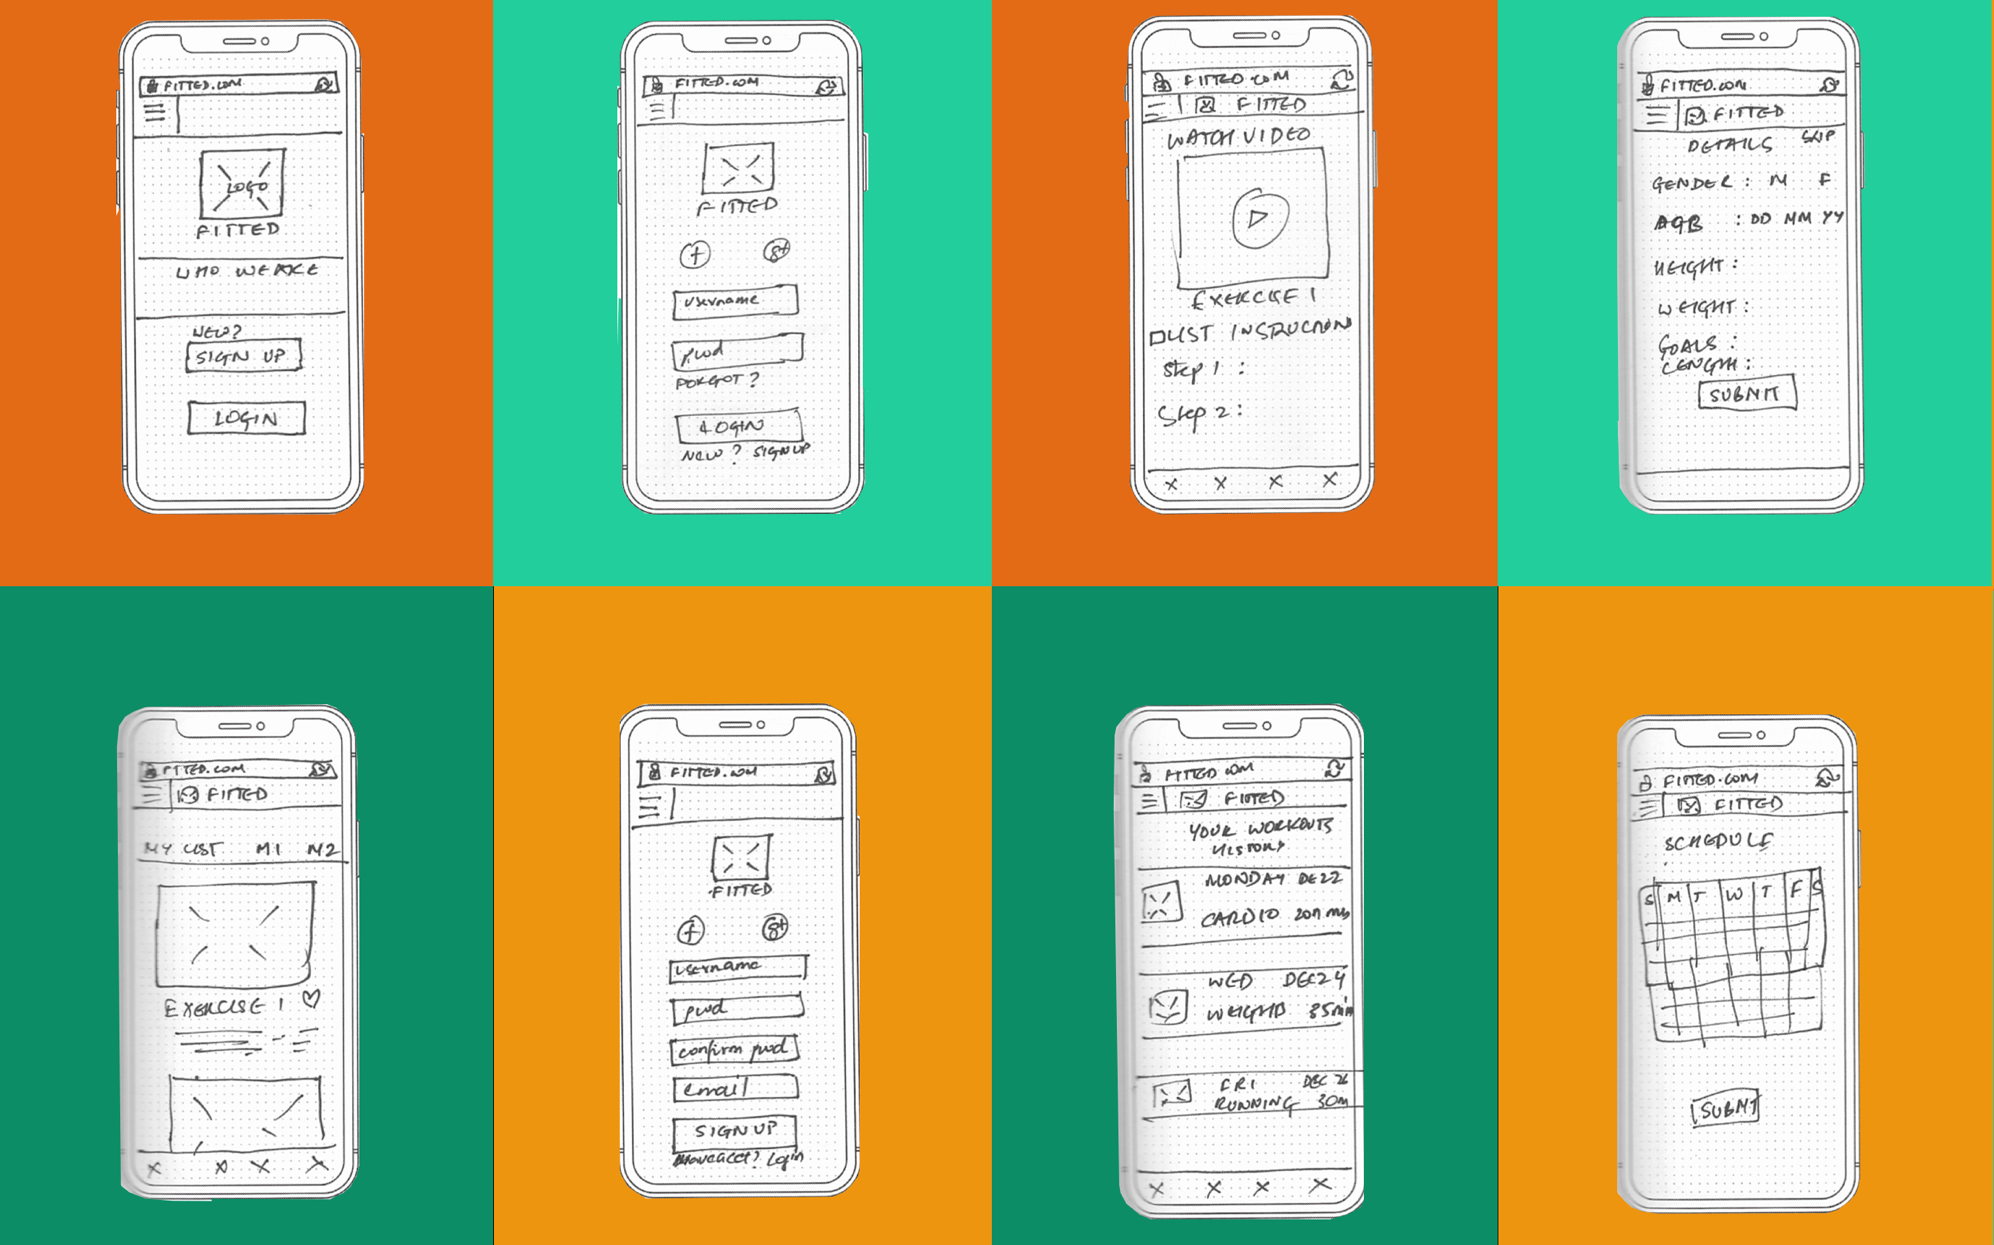 FITTED.COM
LOGO
FITTED
WHO WE ARE
NEW?
SIGN UP
LOGIN
FITTED.COM
FITTED
f
g+
username
pwd
FORGOT?
LOGIN
NEW? SIGNUP
FITTED.COM
FITTED
WATCH VIDEO
EXERCISE 1
LIST INSTRUCTION
Step 1 :
Step 2 :
FITTED.COM
FITTED
DETAILS SKIP
GENDER : M F
AGE : DD MM YY
HEIGHT :
WEIGHT :
GOALS :
LENGTH :
SUBMIT
FITTED.COM
FITTED
MY LIST M1 M2
EXERCISE 1
FITTED.COM
FITTED
f
g+
username
pwd
confirm pwd
email
SIGN UP
acct? Login
FITTED.COM
FITTED
YOUR WORKOUTS
HISTORY
MONDAY DE22
CARDIO
WED DEC24
WEIGHTS 35min
FRI DEC 26
RUNNING 30m
FITTED.COM
FITTED
SCHEDULE
S M T W T F S
SUBMIT